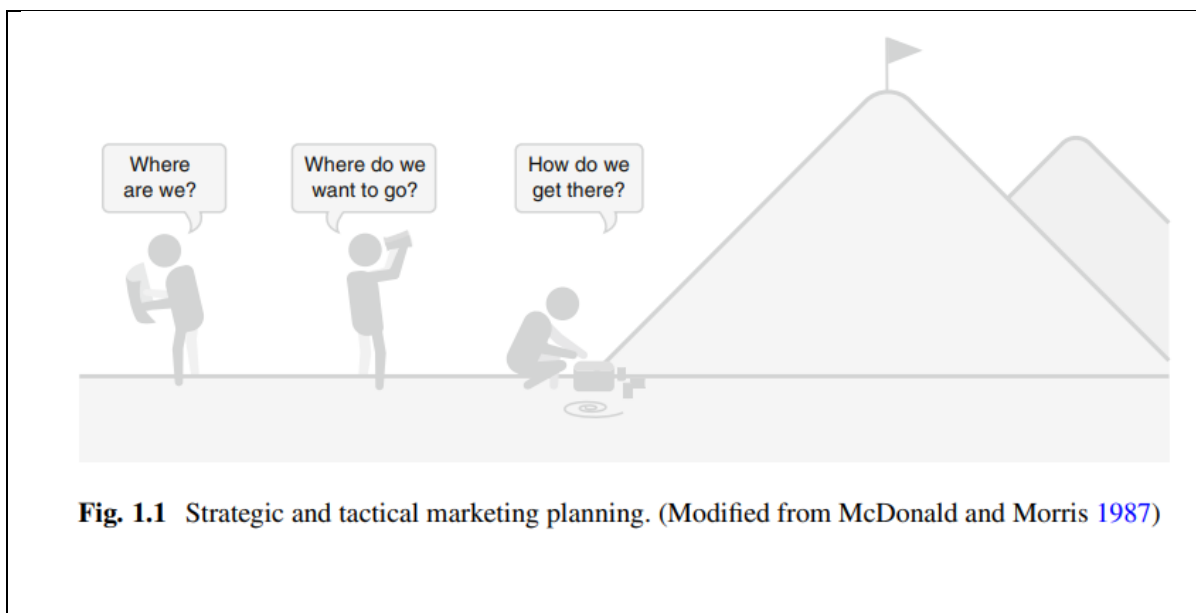 Where
are we?
Where do we
want to go?
How do we
get there?
Fig. 1.1 Strategic and tactical marketing planning. (Modified from McDonald and Morris 1987)